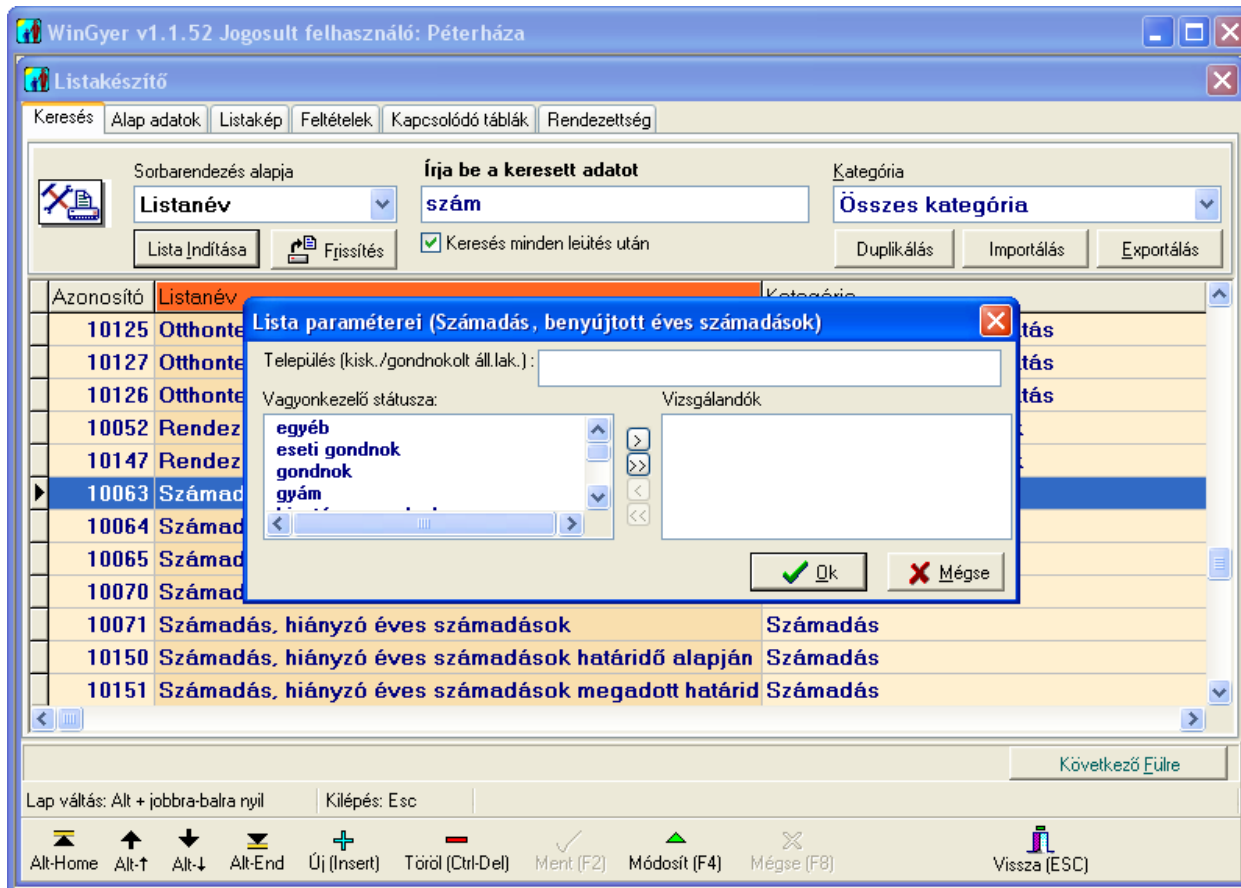 WinGyer v1.1.52 Jogosult felhasználó: Péterháza
Listakészítő
Keresés Alap adatok Listakép Feltételek Kapcsolódó táblák Rendezettség
Sorbarendezés alapja Írja be a keresett adatot Kategória
Listanév szám Összes kategória
Lista Indítása Frissítés Keresés minden leütés után Duplikálás Importálás Exportálás
Azonosító Listanév Kategória
Lista paraméterei (Számadás, benyújtott éves számadások)
10125 Otthonte tás
Település (kisk./gondnokolt áll.lak.) :
10127 Otthonte tás
10126 Otthonte tás
Vagyonkezelő státusza: Vizsgálandók
10052 Rendez
egyéb
eseti gondnok
10147 Rendez
gondnok
gyám
10063 Számad
10064 Számad
10065 Számad
Ok Mégse
10070 Számad
10071 Számadás, hiányzó éves számadások Számadás
10150 Számadás, hiányzó éves számadások határidő alapján Számadás
10151 Számadás, hiányzó éves számadások megadott határid Számadás
Következő Fülre
Lap váltás: Alt + jobbra-balra nyil Kilépés: Esc
Alt-Home Alt-↑ Alt-↓ Alt-End Új (Insert) Töröl (Ctrl-Del) Ment (F2) Módosít (F4) Mégse (F8) Vissza (ESC)